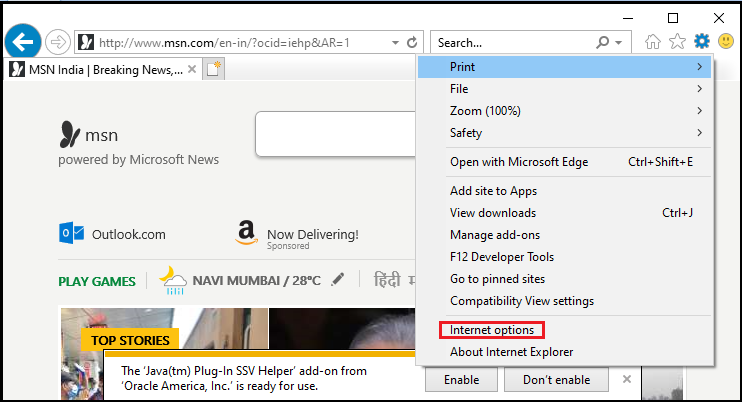 http://www.msn.com/en-in/?ocid=iehp&AR=1
Search...
MSN India | Breaking News,...
Print
File
Zoom (100%)
Safety
Open with Microsoft Edge Ctrl+Shift+E
Add site to Apps
View downloads Ctrl+J
Manage add-ons
F12 Developer Tools
Go to pinned sites
Compatibility View settings
Internet options
About Internet Explorer
msn
powered by Microsoft News
Outlook.com
a
Now Delivering!
Sponsored
PLAY GAMES
NAVI MUMBAI / 28°C
हिंदी
TOP STORIES
The 'Java(tm) Plug-In SSV Helper' add-on from
'Oracle America, Inc.' is ready for use.
Enable
Don't enable